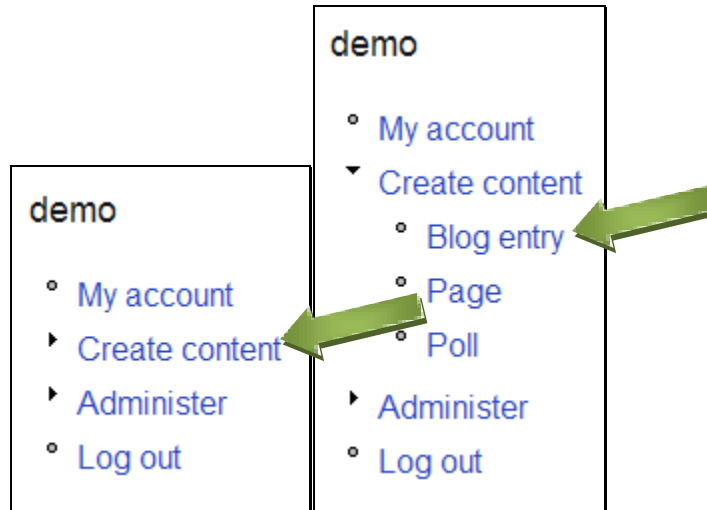 demo
My account
Create content
Administer
Log out
demo
My account
Create content
Blog entry
Page
Poll
Administer
Log out